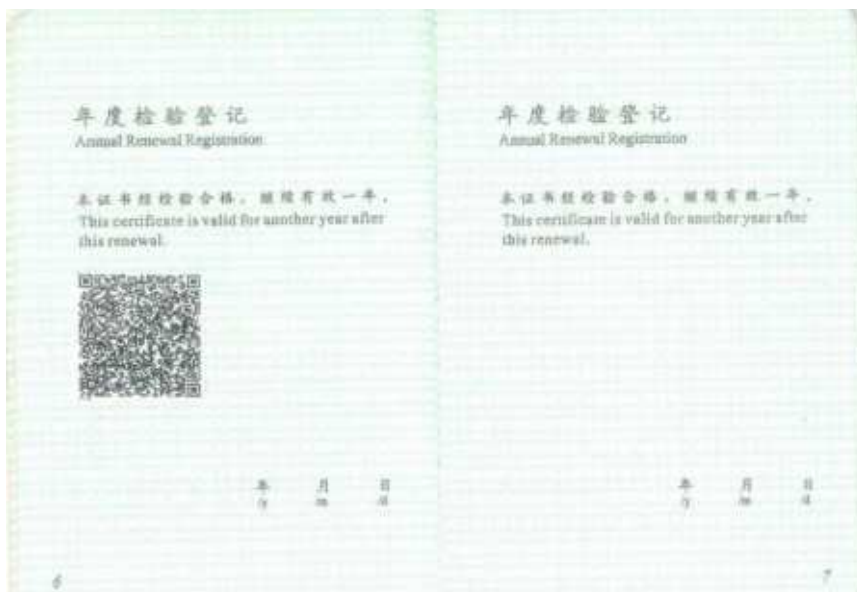 年度检验登记
Annual Renewal Registration
本证书经检验合格，继续有效一年。
This certificate is valid for another year after
this renewal.
年 月 日
/y /m /d
6
年度检验登记
Annual Renewal Registration
本证书经检验合格，继续有效一年。
This certificate is valid for another year after
this renewal.
年 月 日
/y /m /d
7